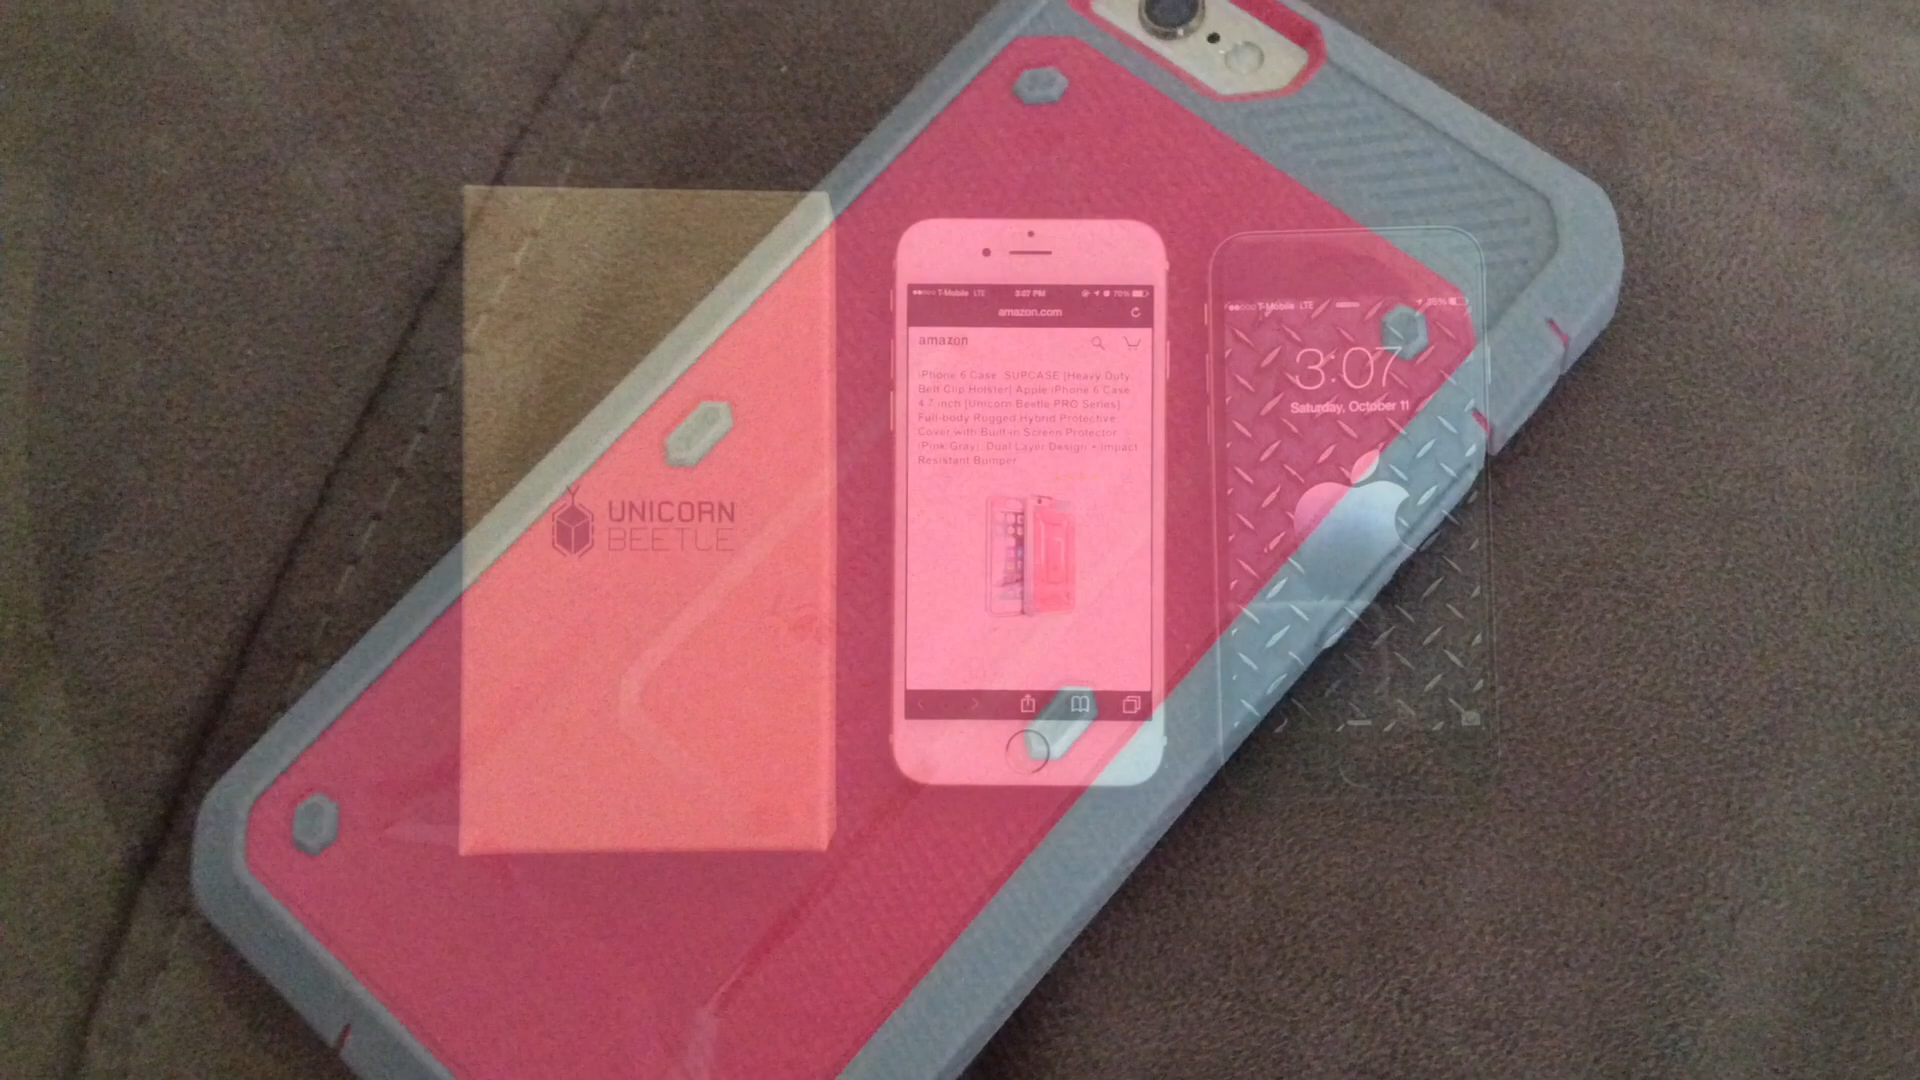 UNICORN
BEETLE
T-Mobile LTE 3:07 PM 70%
amazon.com
amazon
iPhone 6 Case, SUPCASE [Heavy Duty
Belt Clip Holster] Apple iPhone 6 Case
4.7 inch [Unicorn Beetle PRO Series]
Full-body Rugged Hybrid Protective
Cover with Built-in Screen Protector
(Pink/Gray), Dual Layer Design + Impact
Resistant Bumper
T-Mobile LTE
3:07
Saturday, October 11